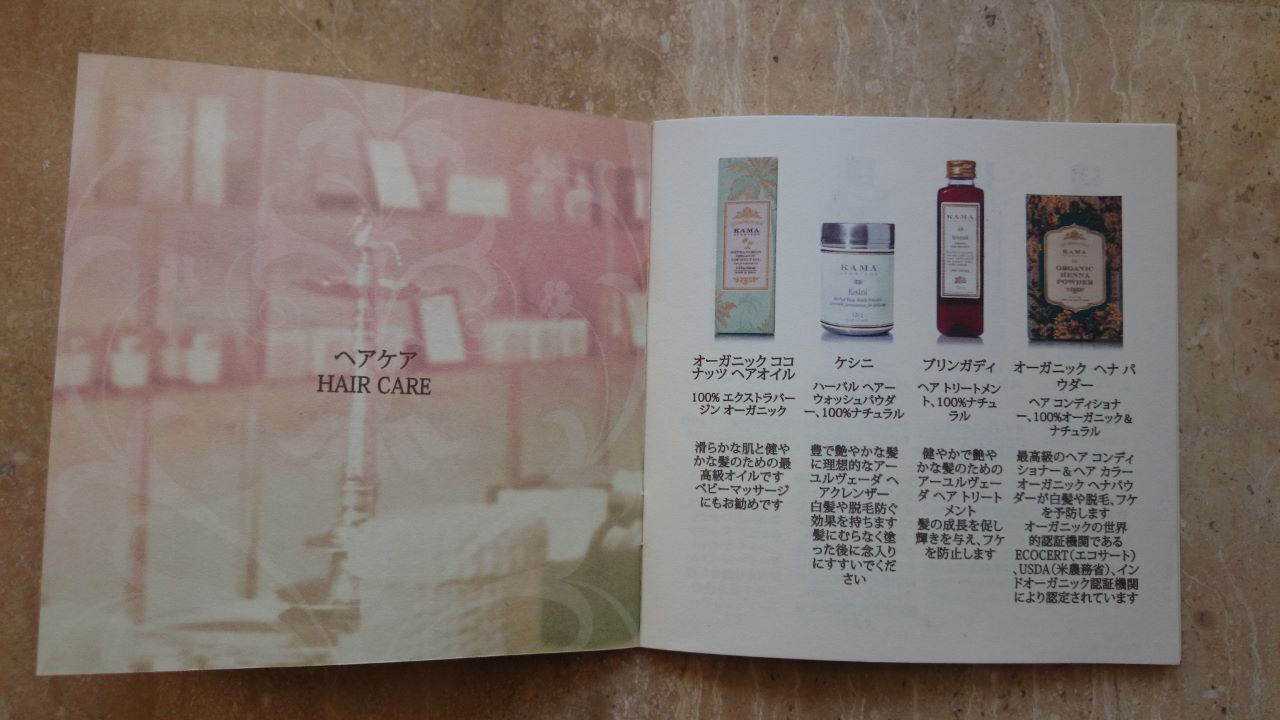 ヘアケア
HAIR CARE
KAMA
KAMA
Kesini
KAMA
KAMA
ORGANIC
HENNA
POWDER
オーガニック ココ
ナッツ ヘアオイル
100% エクストラバー
ジン オーガニック
滑らかな肌と健や
かな髪のための最
高級オイルです
ベビーマッサージ
にもお勧めです
ケシニ
ハーバル ヘアー
ウォッシュパウダ
ー、100%ナチュラル
豊で艶やかな髪
に理想的なアー
ユルヴェーダ ヘ
アクレンザー
白髪や脱毛防ぐ
効果を持ちます
髪にむらなく塗
った後に念入り
にすすいでくだ
さい
ブリンガディ
ヘア トリートメン
ト、100%ナチュ
ラル
健やかで艶や
かな髪のための
アーユルヴェー
ダ ヘア トリート
メント
髪の成長を促し
輝きを与え、フケ
を防止します
オーガニック ヘナ パ
ウダー
ヘア コンディショナ
ー、100%オーガニック&
ナチュラル
最高級のヘア コンディ
ショナー&ヘア カラー
オーガニック ヘナパウ
ダーが白髪や脱毛、フケ
を予防します
オーガニックの世界
的認証機関である
ECOCERT（エコサート）
、USDA（米農務省）、イン
ドオーガニック認証機関
により認定されています